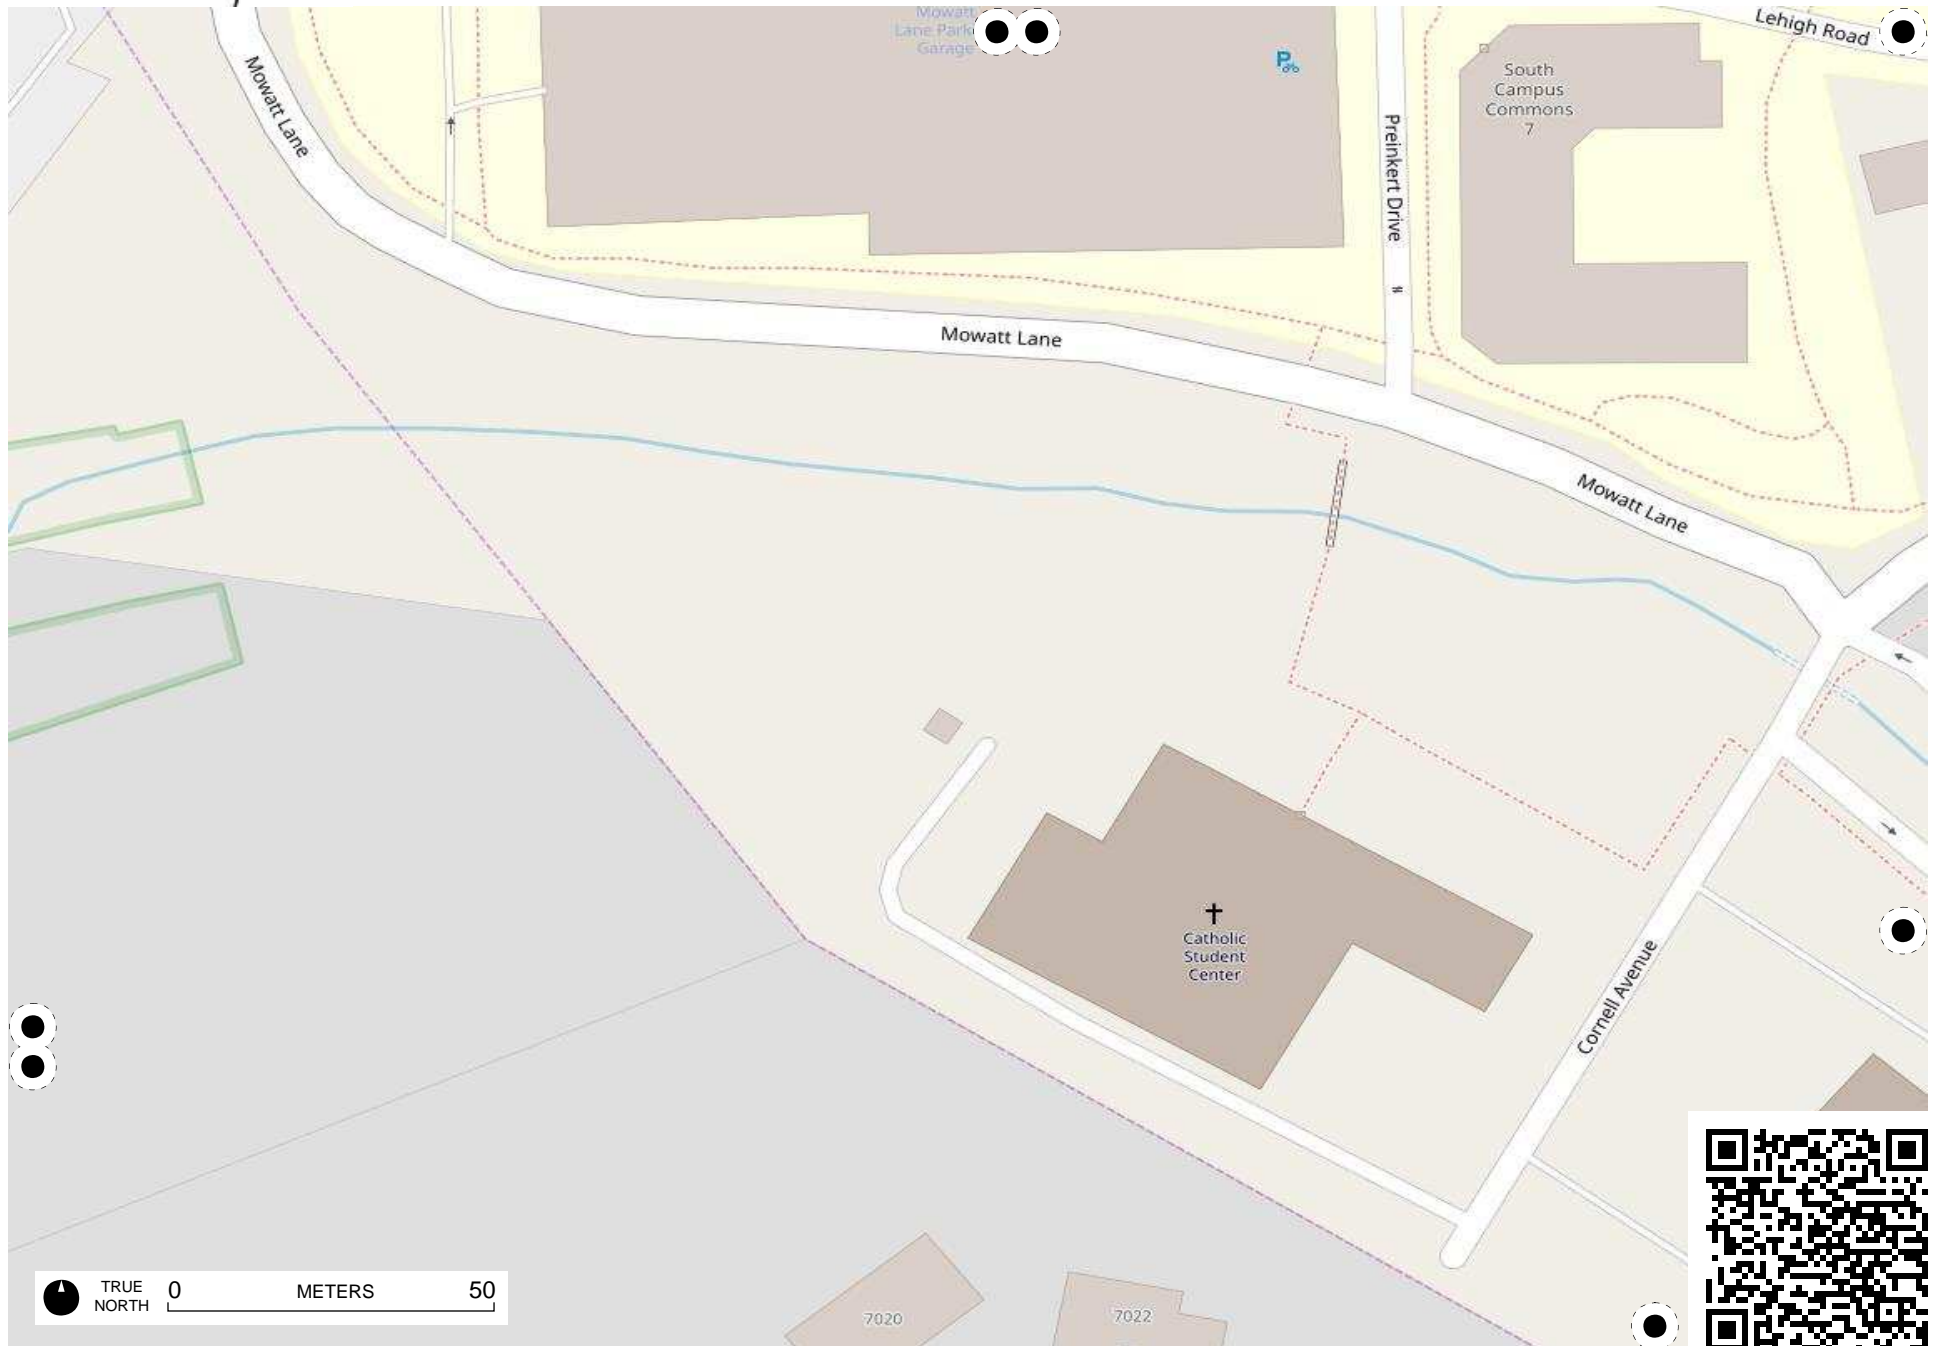 Mowatt
Lane Park
Garage
Lehigh Road
South
Campus
Commons
7
Mowatt Lane
Preinkert Drive
Mowatt Lane
Mowatt Lane
Catholic
Student
Center
Cornell Avenue
TRUE
NORTH
0 METERS 50
7020
7022